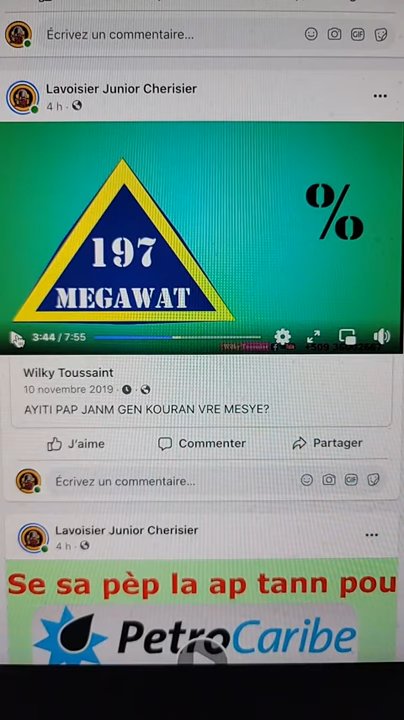 Écrivez un commentaire...
GIF
Lavoisier Junior Cherisier
4 h
197
MEGAWAT
%
3:44 / 7:55
Wilky Toussaint
Wilky Toussaint
10 novembre 2019
AYITI PAP JANM GEN KOURAN VRE MESYE?
J'aime
Commenter
Partager
Écrivez un commentaire...
GIF
Lavoisier Junior Cherisier
4 h
Se sa pèp la ap tann pou
PetroCaribe